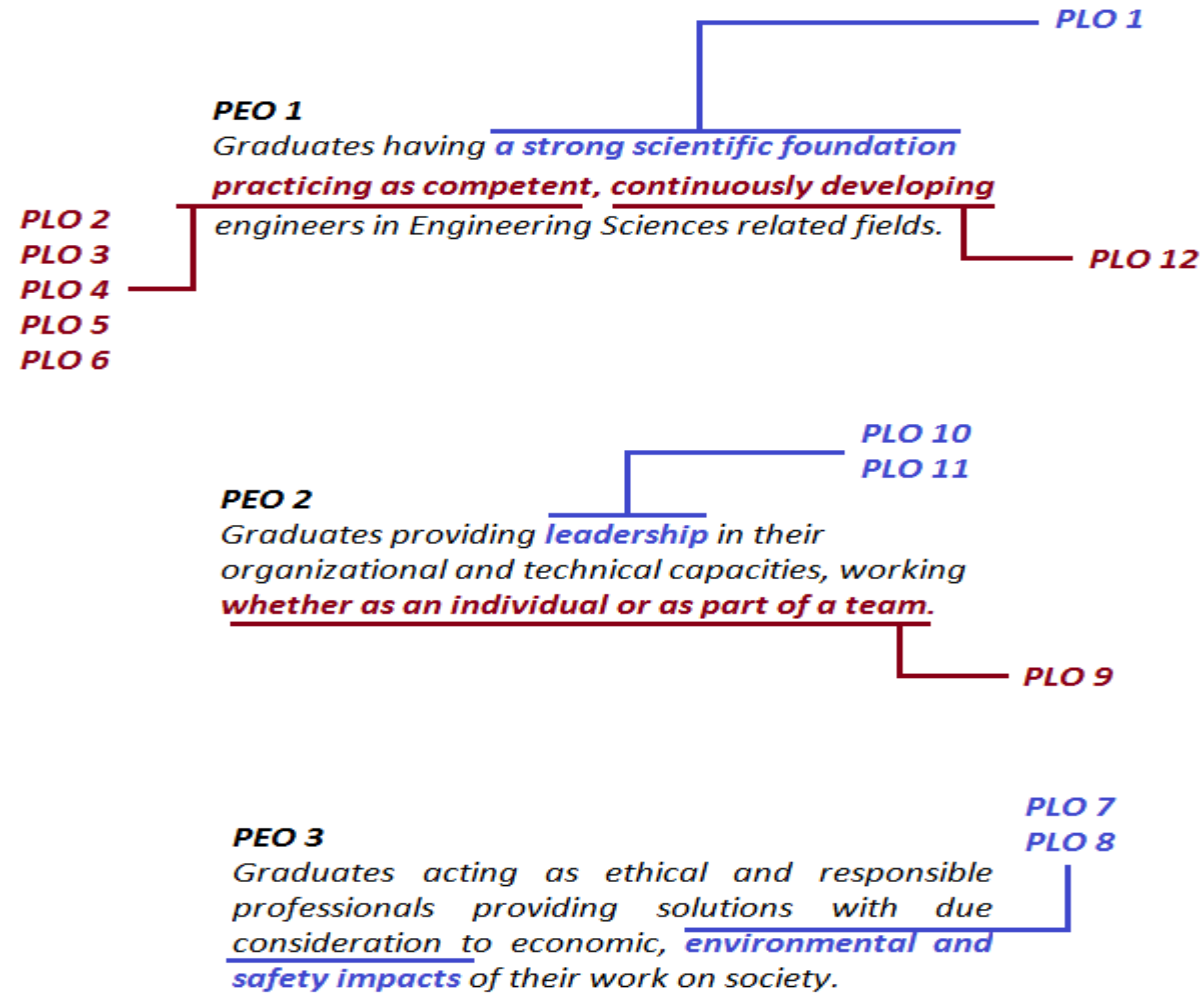 PLO 1
PEO 1
Graduates having a strong scientific foundation
practicing as competent, continuously developing
engineers in Engineering Sciences related fields.
PLO 2
PLO 3
PLO 4
PLO 5
PLO 6
PLO 12
PLO 10
PLO 11
PEO 2
Graduates providing leadership in their
organizational and technical capacities, working
whether as an individual or as part of a team.
PLO 9
PLO 7
PLO 8
PEO 3
Graduates acting as ethical and responsible
professionals providing solutions with due
consideration to economic, environmental and
safety impacts of their work on society.